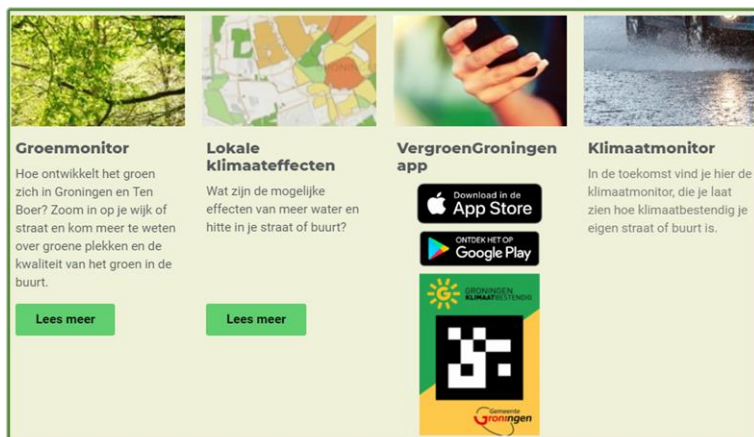 Groenmonitor
Hoe ontwikkelt het groen
zich in Groningen en Ten
Boer? Zoom in op je wijk of
straat en kom meer te weten
over groene plekken en de
kwaliteit van het groen in de
buurt.
Lees meer
Lokale
klimaateffecten
Wat zijn de mogelijke
effecten van meer water en
hitte in je straat of buurt?
Lees meer
VergroenGroningen
app
Download in de
App Store
ONTDEK HET OP
Google Play
GRONINGEN
KLIMAATBESTENDIG
Gemeente
Groningen
Klimaatmonitor
In de toekomst vind je hier de
klimaatmonitor, die je laat
zien hoe klimaatbestendig je
eigen straat of buurt is.